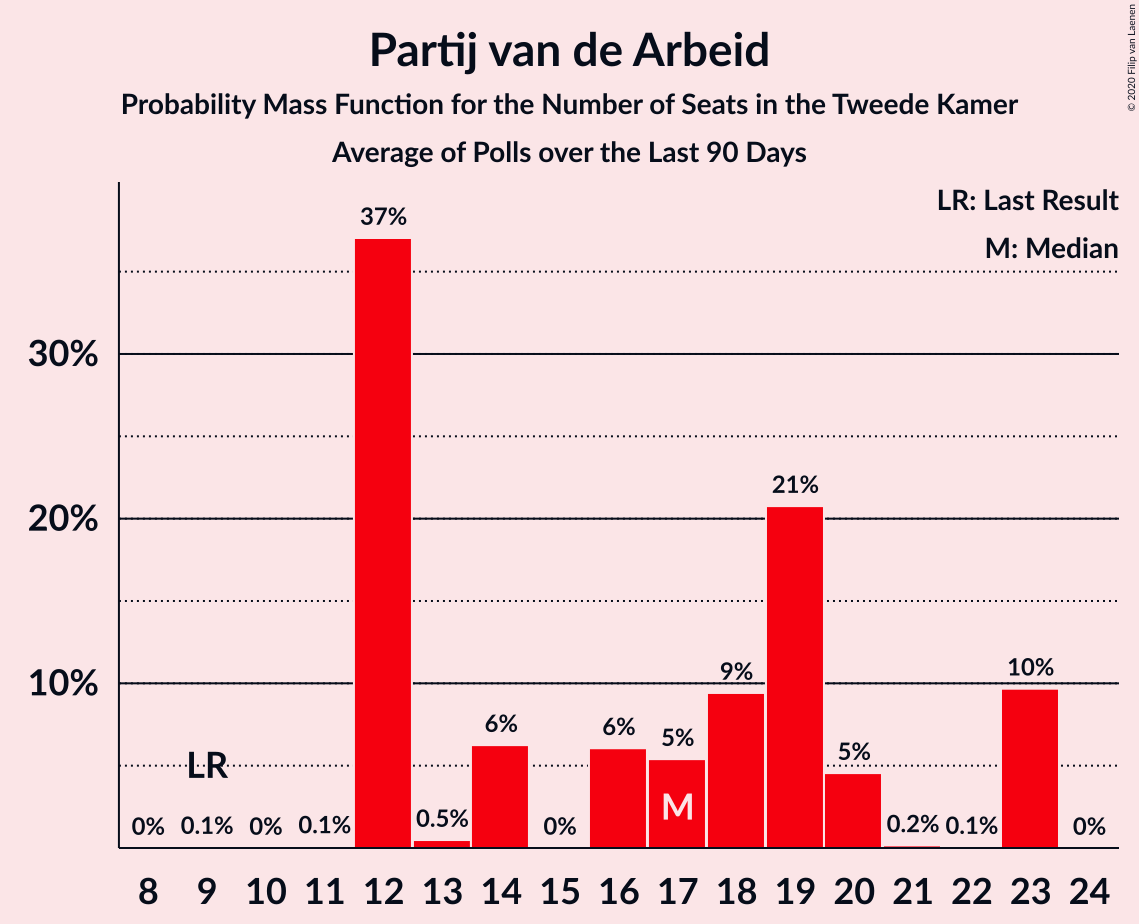 Partij van de Arbeid
Probability Mass Function for the Number of Seats in the Tweede Kamer
Average of Polls over the Last 90 Days
© 2020 Filip van Laenen
LR: Last Result
M: Median
37%
30%
21%
20%
10%
9%
10%
6%
6%
5%
5%
LR
M
0%
0.1%
0%
0.1%
0.5%
0%
0.2%
0.1%
0%
8 9 10 11 12 13 14 15 16 17 18 19 20 21 22 23 24